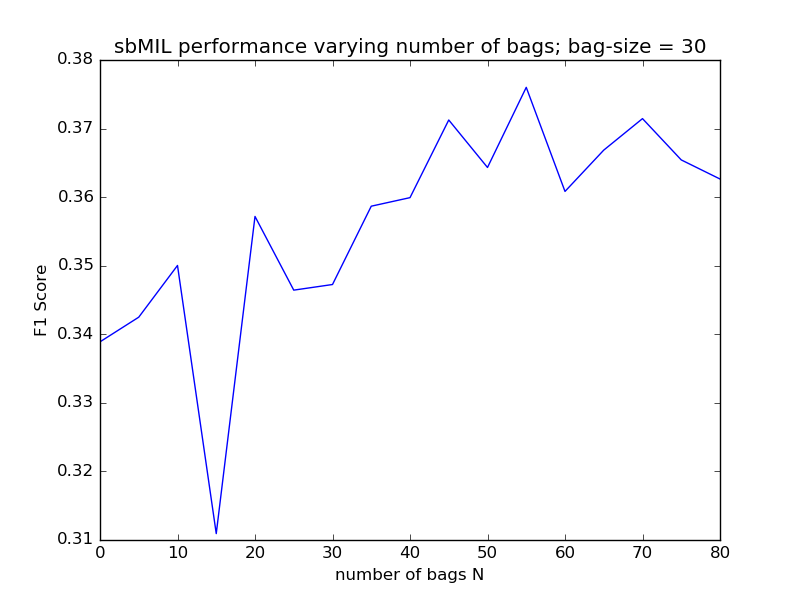 sbMIL performance varying number of bags; bag-size = 30
0.38
0.37
0.36
0.35
0.34
0.33
0.32
0.31
F1 Score
0 10 20 30 40 50 60 70 80
number of bags N